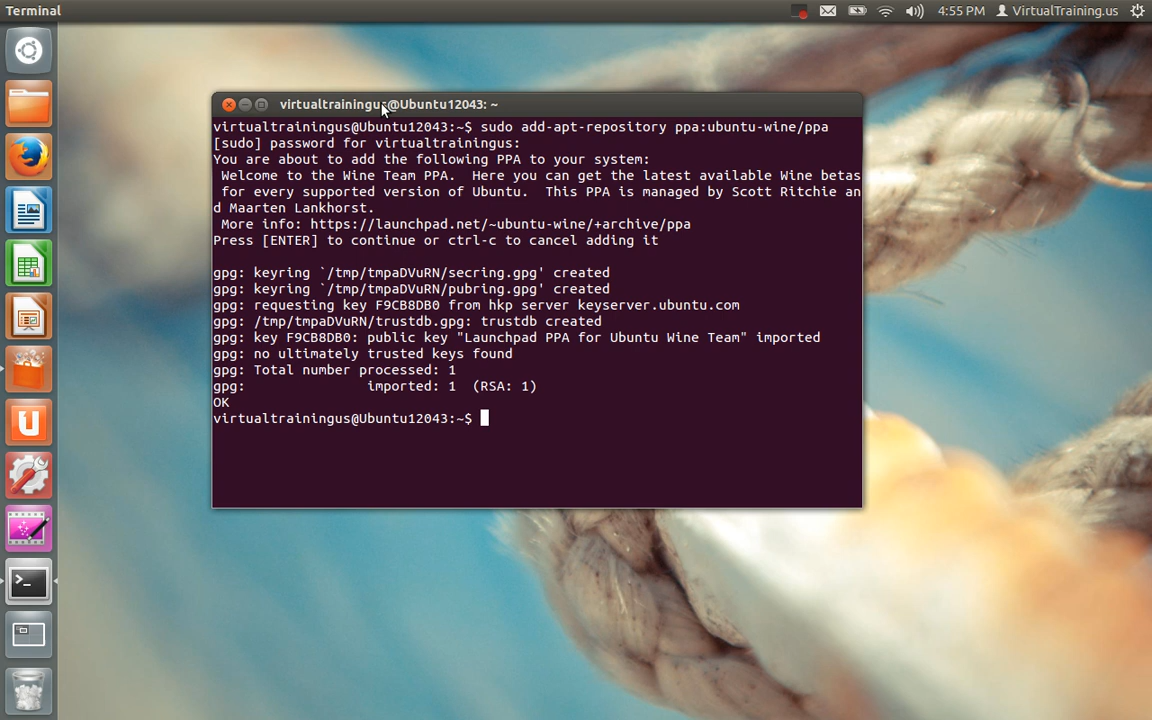 Terminal
4:55 PM VirtualTraining.us
virtualtrainingus@Ubuntu12043: ~
virtualtrainingus@Ubuntu12043:~$ sudo add-apt-repository ppa:ubuntu-wine/ppa
[sudo] password for virtualtrainingus:
You are about to add the following PPA to your system:
Welcome to the Wine Team PPA.  Here you can get the latest available Wine betas
for every supported version of Ubuntu.  This PPA is managed by Scott Ritchie an
d Maarten Lankhorst.
More info: https://launchpad.net/~ubuntu-wine/+archive/ppa
Press [ENTER] to continue or ctrl-c to cancel adding it
gpg: keyring `/tmp/tmpaDVuRN/secring.gpg' created
gpg: keyring `/tmp/tmpaDVuRN/pubring.gpg' created
gpg: requesting key F9CB8DB0 from hkp server keyserver.ubuntu.com
gpg: /tmp/tmpaDVuRN/trustdb.gpg: trustdb created
gpg: key F9CB8DB0: public key "Launchpad PPA for Ubuntu Wine Team" imported
gpg: no ultimately trusted keys found
gpg: Total number processed: 1
gpg:               imported: 1  (RSA: 1)
OK
virtualtrainingus@Ubuntu12043:~$